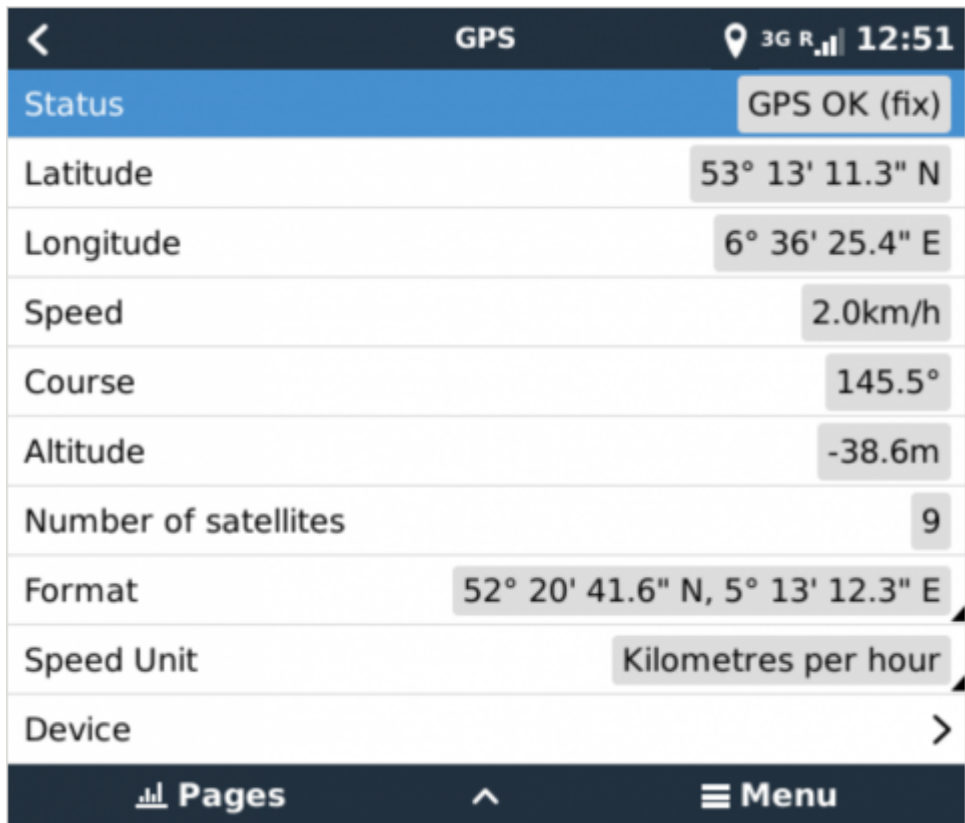 GPS 3G R 12:51
Status GPS OK (fix)
Latitude 53° 13' 11.3" N
Longitude 6° 36' 25.4" E
Speed 2.0km/h
Course 145.5°
Altitude -38.6m
Number of satellites 9
Format 52° 20' 41.6" N, 5° 13' 12.3" E
Speed Unit Kilometres per hour
Device
Pages Menu